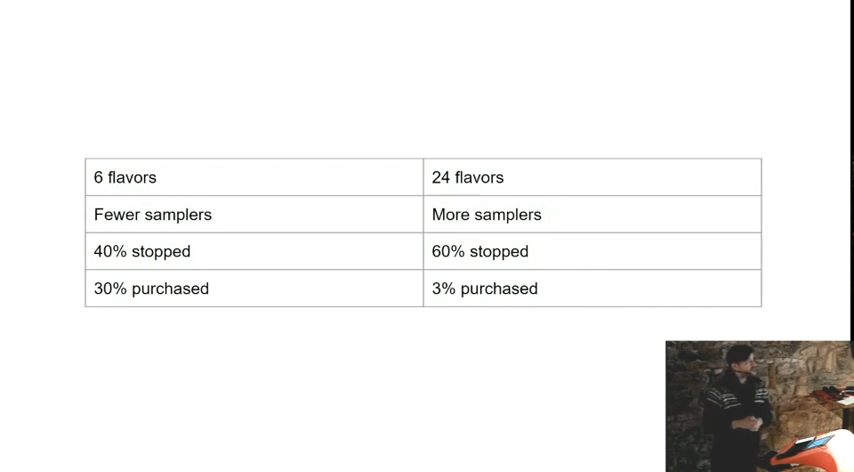 6 flavors
24 flavors
Fewer samplers
More samplers
40% stopped
60% stopped
30% purchased
3% purchased